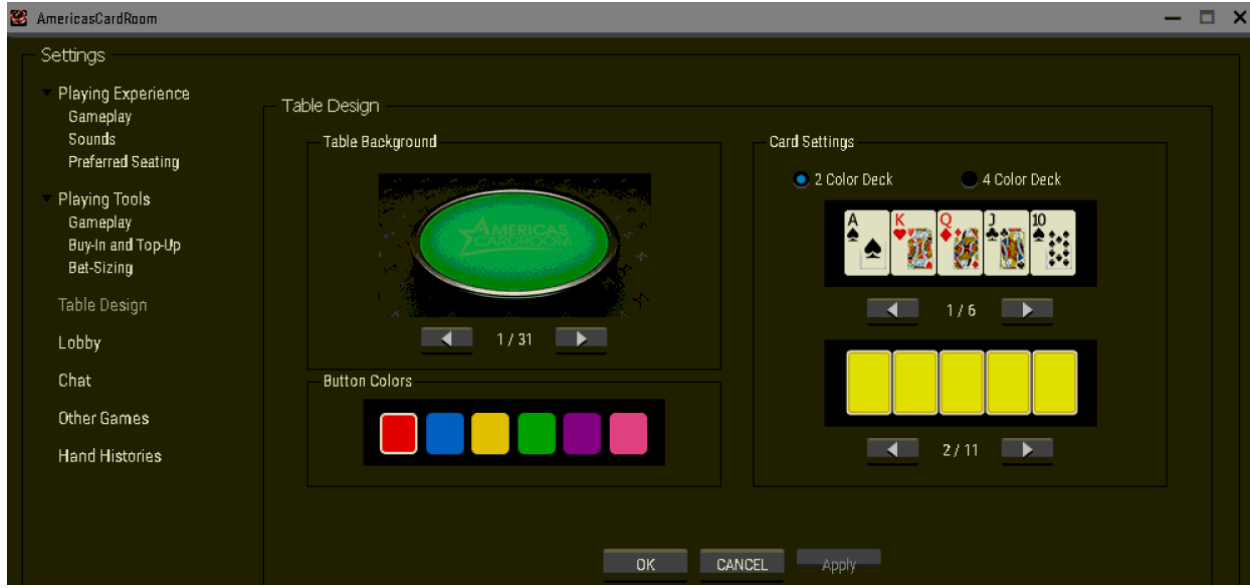 AmericasCardRoom
Settings
Playing Experience
Gameplay
Sounds
Preferred Seating
Playing Tools
Gameplay
Buy-In and Top-Up
Bet-Sizing
Table Design
Lobby
Chat
Other Games
Hand Histories
Table Design
Table Background
AMERICAS
CARDROOM
1 / 31
Button Colors
Card Settings
2 Color Deck
4 Color Deck
A K Q J 10
1 / 6
2 / 11
OK
CANCEL
Apply